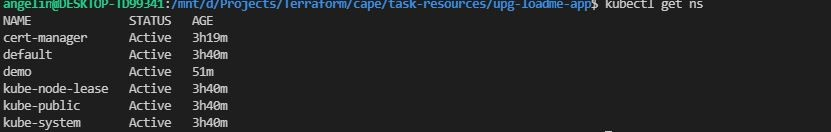 angelin@DESKTOP-TD99341:/mnt/d/Projects/Terraform/cape/task-resources/upg-loadme-app$ kubectl get ns
NAME STATUS AGE
cert-manager Active 3h19m
default Active 3h40m
demo Active 51m
kube-node-lease Active 3h40m
kube-public Active 3h40m
kube-system Active 3h40m